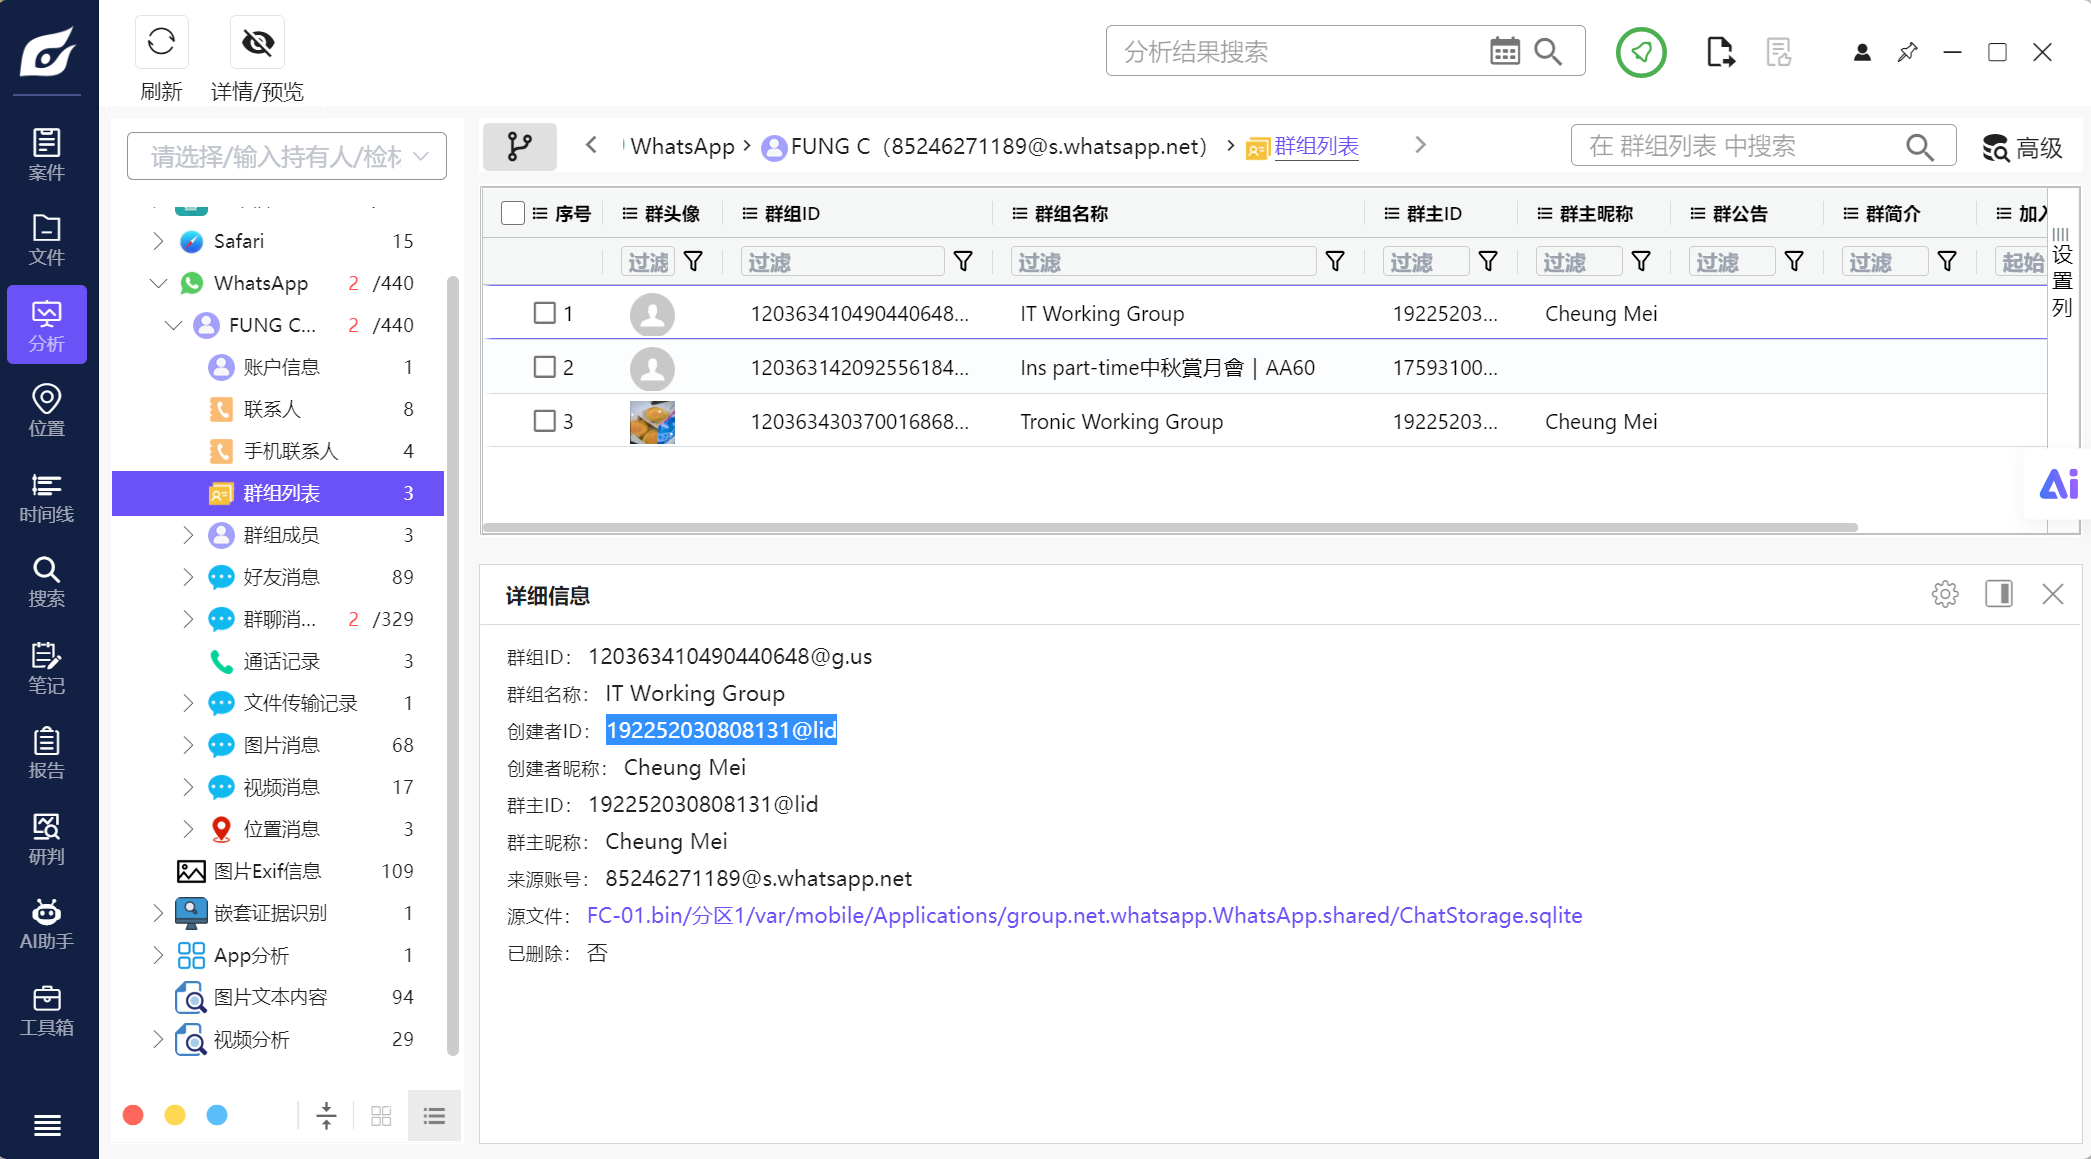 刷新
详情/预览
分析结果搜索
案件
文件
分析
位置
时间线
搜索
笔记
报告
研判
AI助手
工具箱
请选择/输入持有人/检材
Safari 15
WhatsApp 2 /440
FUNG C... 2 /440
账户信息 1
联系人 8
手机联系人 4
群组列表 3
群组成员 3
好友消息 89
群聊消... 2 /329
通话记录 3
文件传输记录 1
图片消息 68
视频消息 17
位置消息 3
图片Exif信息 109
嵌套证据识别 1
App分析 1
图片文本内容 94
视频分析 29
WhatsApp > FUNG C（85246271189@s.whatsapp.net） > 群组列表
在 群组列表 中搜索
高级
序号 群头像 群组ID 群组名称 群主ID 群主昵称 群公告 群简介 加入
过滤 过滤 过滤 过滤 过滤 过滤 过滤 起始
设置列
1 120363410490440648... IT Working Group 19225203... Cheung Mei
2 120363142092556184... Ins part-time中秋賞月會｜AA60 17593100...
3 120363430370016868... Tronic Working Group 19225203... Cheung Mei
Ai
详细信息
群组ID： 120363410490440648@g.us
群组名称： IT Working Group
创建者ID： 192252030808131@lid
创建者昵称： Cheung Mei
群主ID： 192252030808131@lid
群主昵称： Cheung Mei
来源账号： 85246271189@s.whatsapp.net
源文件： FC-01.bin/分区1/var/mobile/Applications/group.net.whatsapp.WhatsApp.shared/ChatStorage.sqlite
已删除： 否